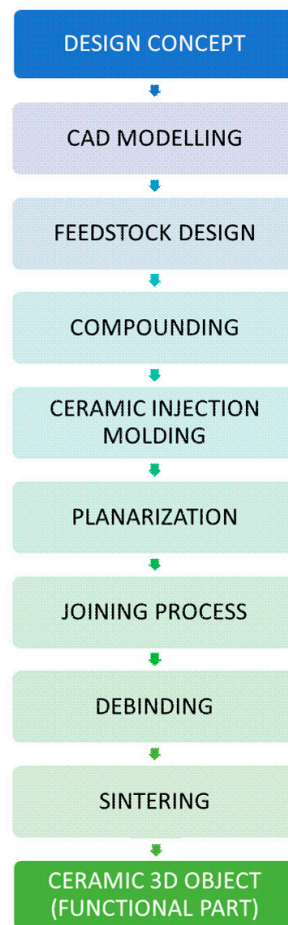 DESIGN CONCEPT
CAD MODELLING
FEEDSTOCK DESIGN
COMPOUNDING
CERAMIC INJECTION
MOLDING
PLANARIZATION
JOINING PROCESS
DEBINDING
SINTERING
CERAMIC 3D OBJECT
(FUNCTIONAL PART)